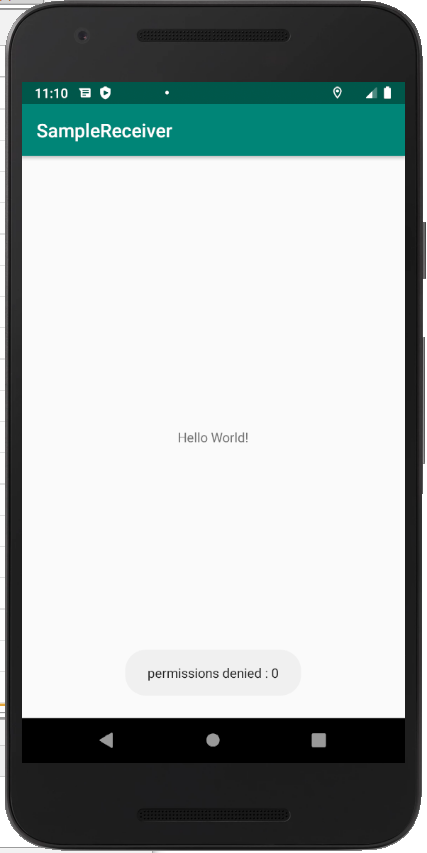 11:10
SampleReceiver
Hello World!
permissions denied : 0